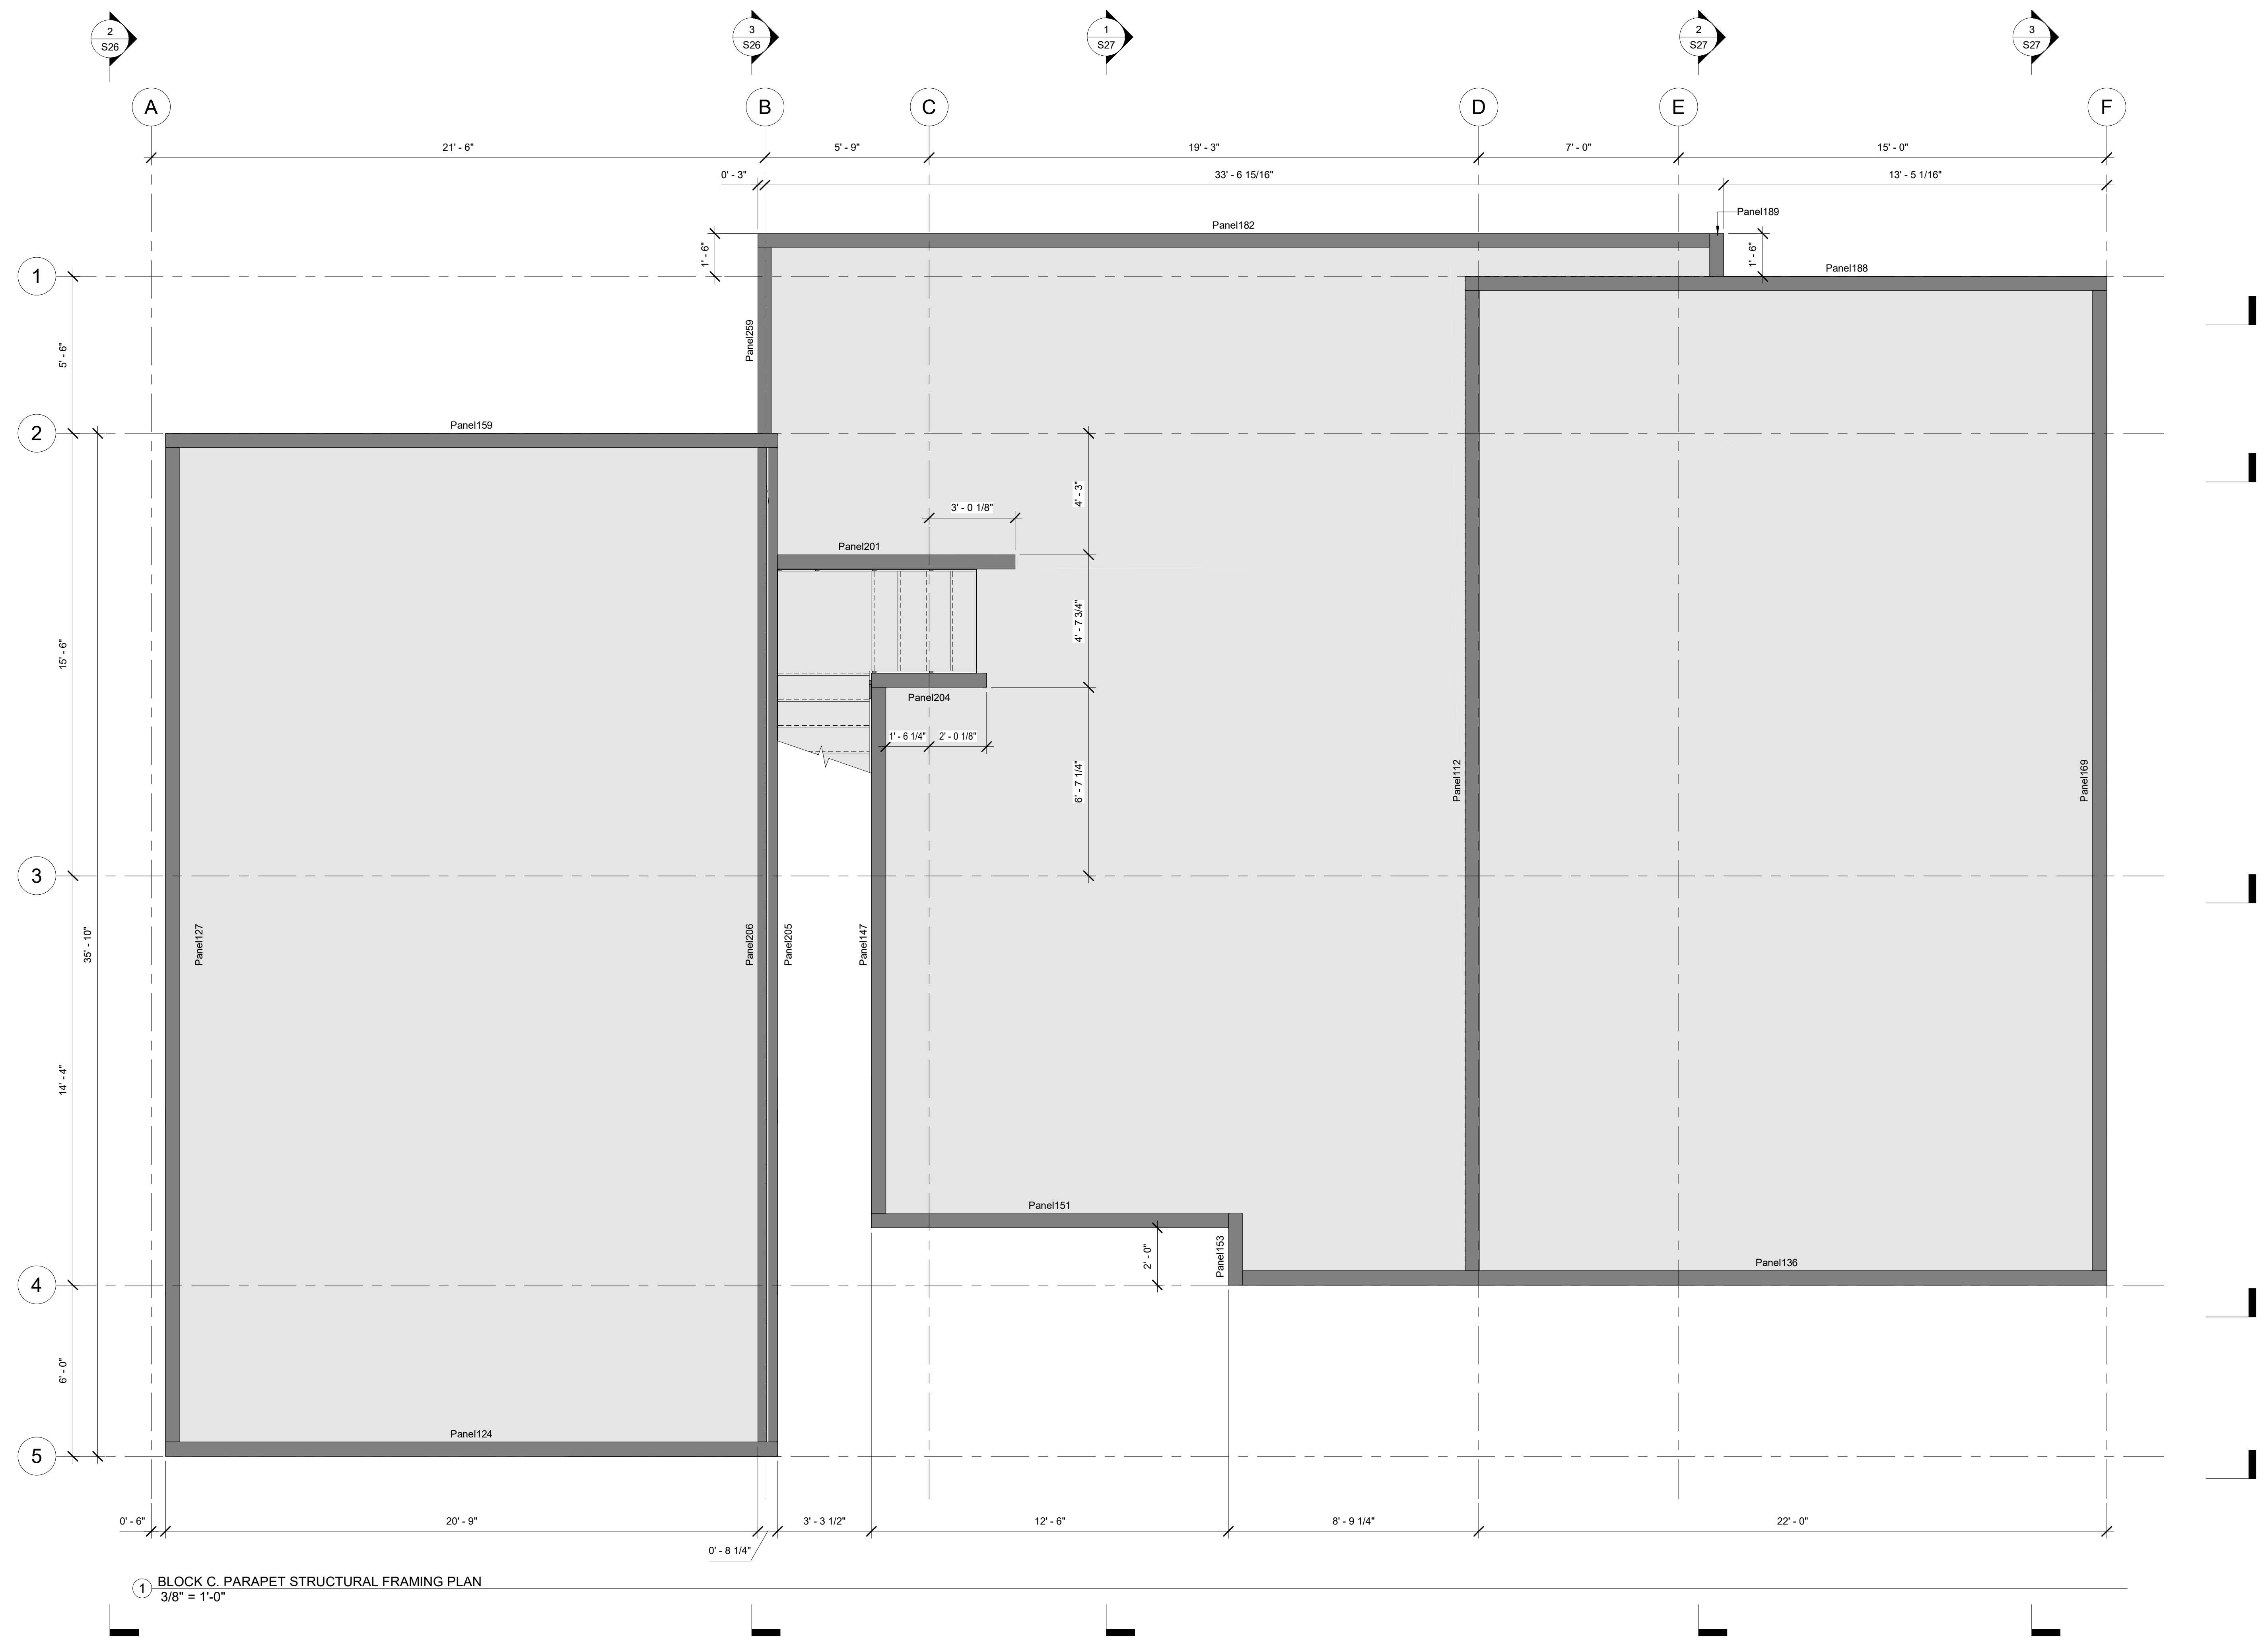 2
S26
3
S26
1
S27
2
S27
3
S27
A
B
C
D
E
F
21' - 6"
5' - 9"
19' - 3"
7' - 0"
15' - 0"
0' - 3"
33' - 6 15/16"
13' - 5 1/16"
Panel182
Panel189
1' - 6"
1' - 6"
1
Panel188
Panel259
5' - 6"
2
Panel159
4' - 3"
3' - 0 1/8"
Panel201
4' - 7 3/4"
15' - 6"
Panel204
1' - 6 1/4"
2' - 0 1/8"
6' - 7 1/4"
Panel112
Panel169
3
35' - 10"
Panel127
Panel206
Panel205
Panel147
14' - 4"
Panel151
2' - 0"
Panel153
Panel136
4
6' - 0"
Panel124
5
0' - 6"
20' - 9"
3' - 3 1/2"
12' - 6"
8' - 9 1/4"
22' - 0"
0' - 8 1/4"
1
BLOCK C. PARAPET STRUCTURAL FRAMING PLAN
3/8" = 1'-0"